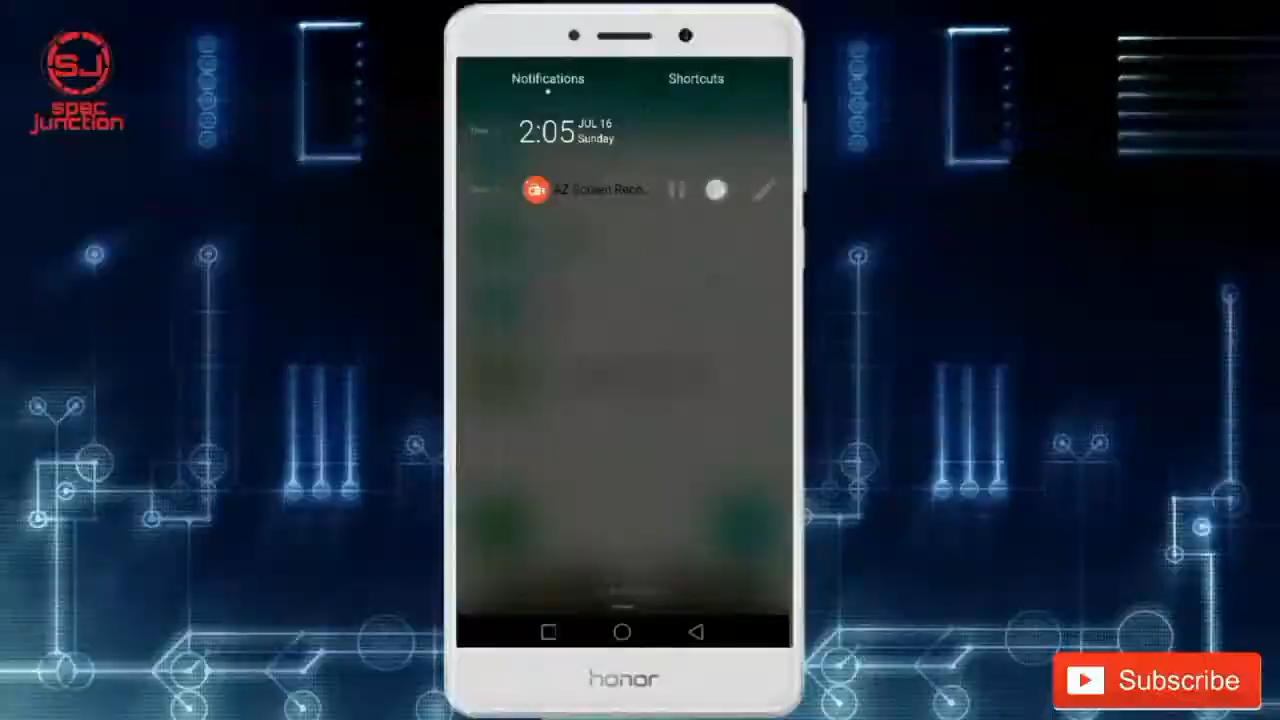 SJ
spec
junction
Notifications
Shortcuts
2:05
JUL 16
Sunday
AZ Screen Reco...
honor
Subscribe